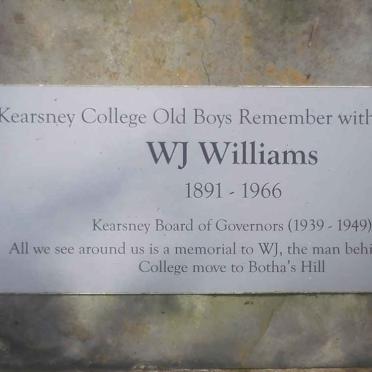 Kearsney College Old Boys Remember with
WJ Williams
1891 - 1966
Kearsney Board of Governors (1939 - 1949)
All we see around us is a memorial to WJ, the man behi
College move to Botha's Hill